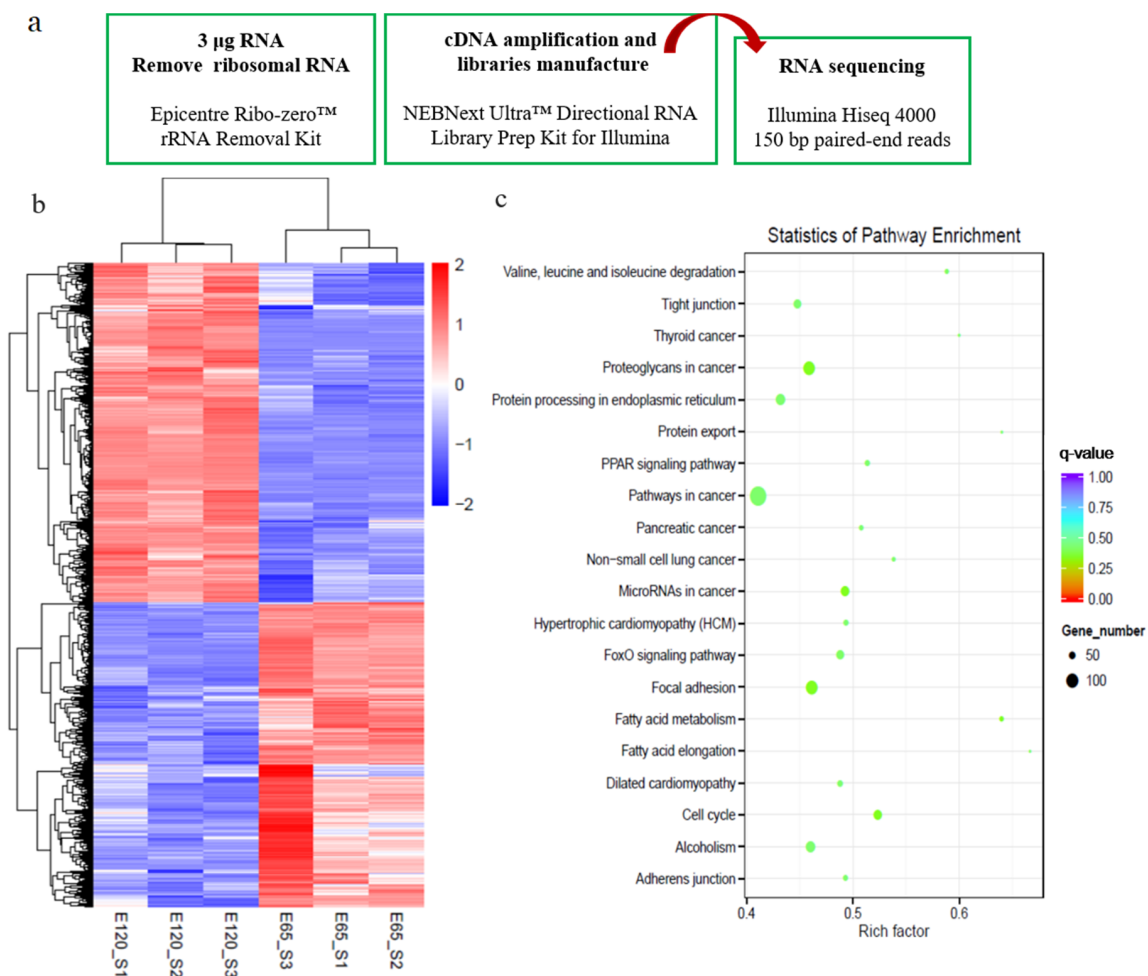 a
3 μg RNA
Remove ribosomal RNA
Epicentre Ribo-zero™
rRNA Removal Kit
cDNA amplification and
libraries manufacture
NEBNext Ultra™ Directional RNA
Library Prep Kit for Illumina
RNA sequencing
Illumina Hiseq 4000
150 bp paired-end reads
b
2
1
0
−1
−2
E120_S1
E120_S2
E120_S3
E65_S3
E65_S1
E65_S2
c
Statistics of Pathway Enrichment
Valine, leucine and isoleucine degradation
Tight junction
Thyroid cancer
Proteoglycans in cancer
Protein processing in endoplasmic reticulum
Protein export
PPAR signaling pathway
Pathways in cancer
Pancreatic cancer
Non−small cell lung cancer
MicroRNAs in cancer
Hypertrophic cardiomyopathy (HCM)
FoxO signaling pathway
Focal adhesion
Fatty acid metabolism
Fatty acid elongation
Dilated cardiomyopathy
Cell cycle
Alcoholism
Adherens junction
0.4 0.5 0.6
Rich factor
q-value
1.00
0.75
0.50
0.25
0.00
Gene_number
50
100